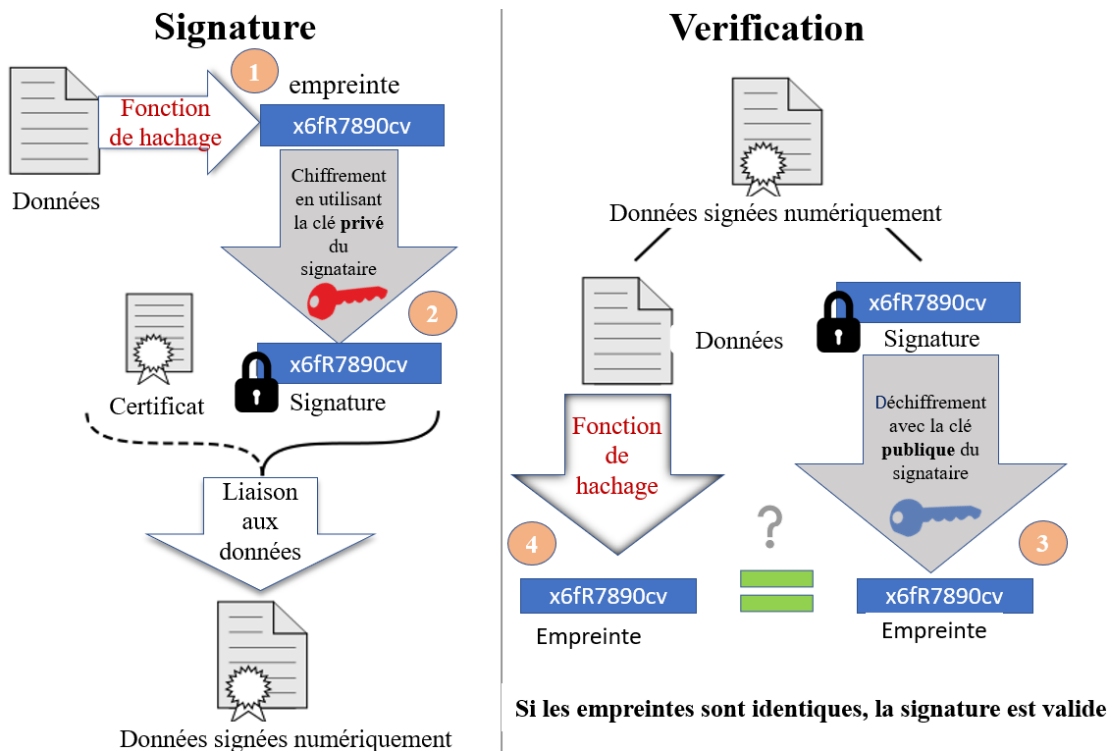 Signature
1
empreinte
Fonction
de hachage
x6fR7890cv
Données
Chiffrement
en utilisant
la clé privé
du
signataire
2
x6fR7890cv
Certificat
Signature
Liaison
aux
données
Données signées numériquement
Verification
Données signées numériquement
x6fR7890cv
Données
Signature
Fonction
de
hachage
Déchiffrement
avec la clé
publique du
signataire
?
4
3
x6fR7890cv
x6fR7890cv
Empreinte
Empreinte
Si les empreintes sont identiques, la signature est valide